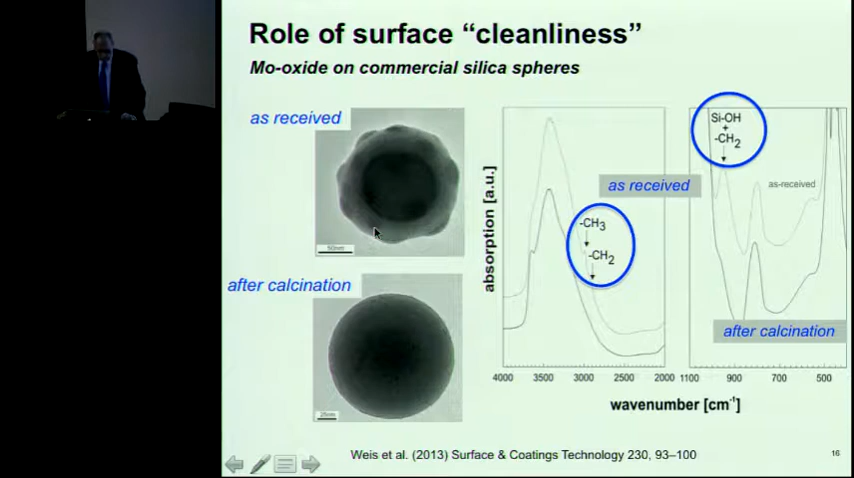 Role of surface “cleanliness”
Mo-oxide on commercial silica spheres
as received
50nm
after calcination
25nm
absorption [a.u.]
as received
-CH3
-CH2
4000 3500 3000 2500 2000
Si-OH
+
-CH2
as-received
after calcination
1100 900 700 500
wavenumber [cm-1]
Weis et al. (2013) Surface & Coatings Technology 230, 93–100
16